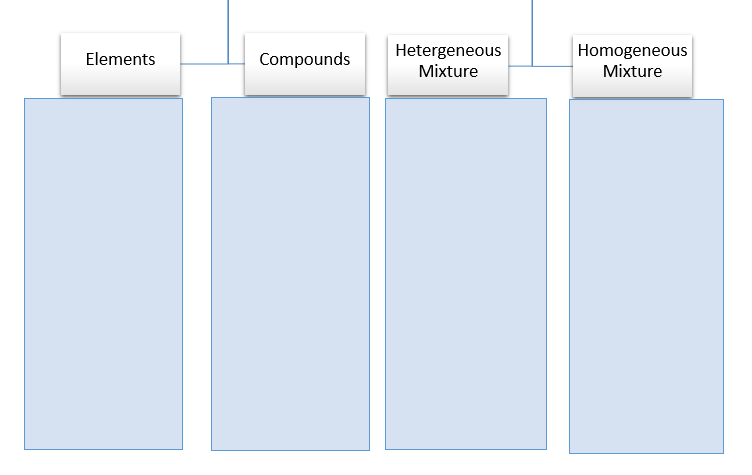 Elements
Compounds
Hetergeneous
Mixture
Homogeneous
Mixture